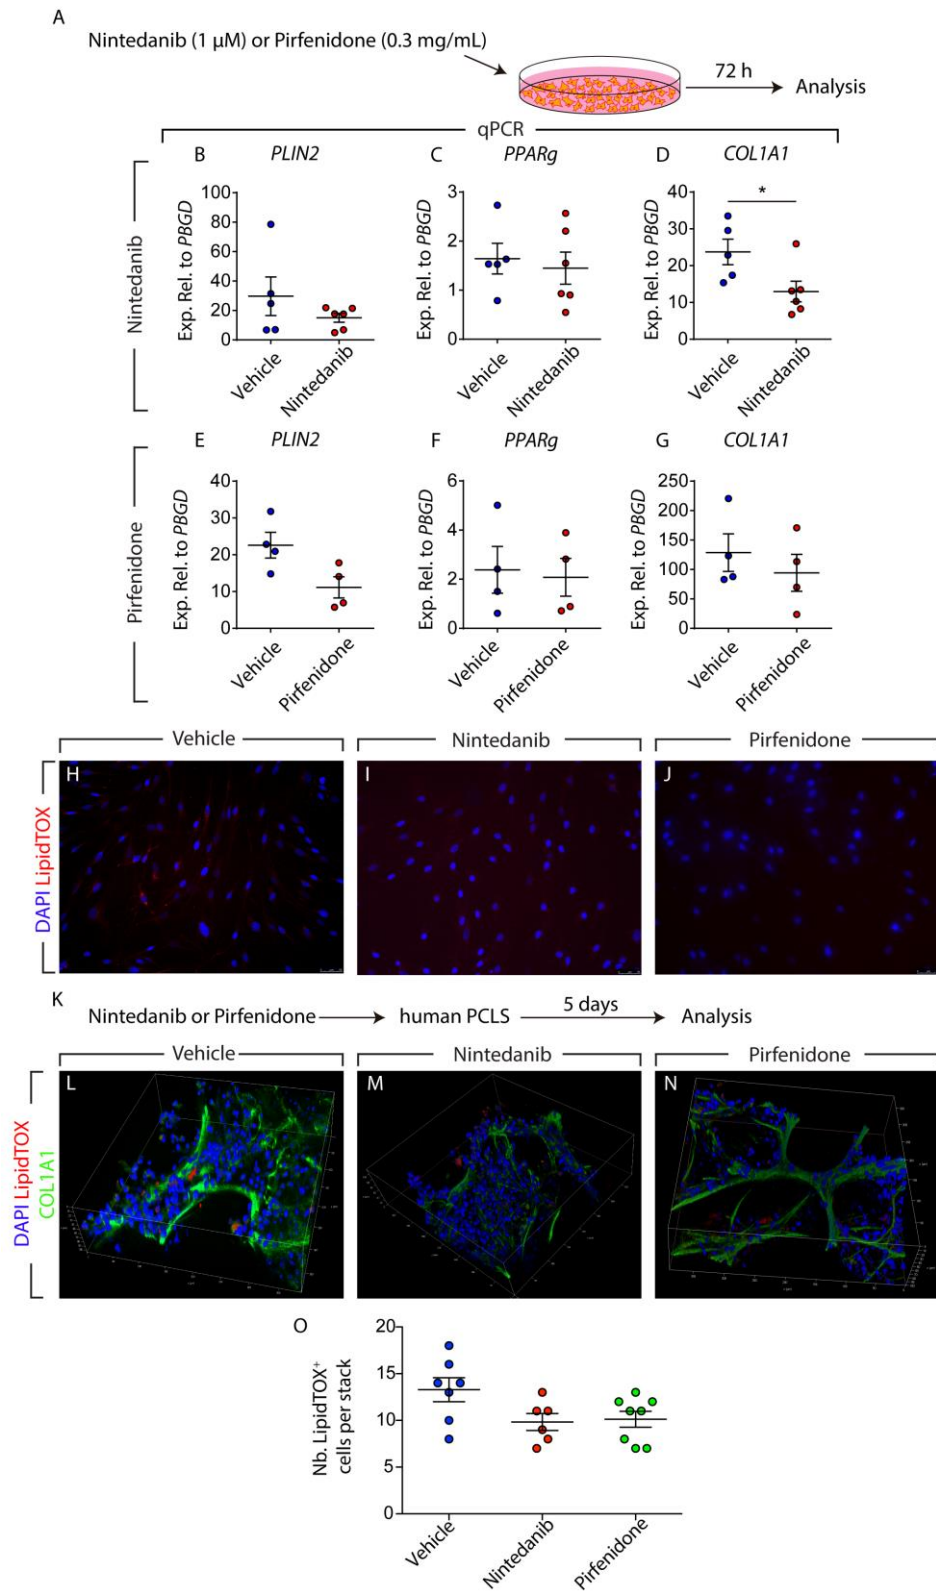 A
Nintedanib (1 µM) or Pirfenidone (0.3 mg/mL)
72 h
Analysis
qPCR
Nintedanib
B PLIN2
Exp. Rel. to PBGD
100
80
60
40
20
0
Vehicle
Nintedanib
C PPARg
Exp. Rel. to PBGD
3
2
1
0
Vehicle
Nintedanib
D COL1A1
Exp. Rel. to PBGD
40
30
20
10
0
*
Vehicle
Nintedanib
Pirfenidone
E PLIN2
Exp. Rel. to PBGD
40
30
20
10
0
Vehicle
Pirfenidone
F PPARg
Exp. Rel. to PBGD
6
4
2
0
Vehicle
Pirfenidone
G COL1A1
Exp. Rel. to PBGD
250
200
150
100
50
0
Vehicle
Pirfenidone
Vehicle
Nintedanib
Pirfenidone
DAPI LipidTOX
H
I
J
K
Nintedanib or Pirfenidone
human PCLS
5 days
Analysis
Vehicle
Nintedanib
Pirfenidone
DAPI LipidTOX
COL1A1
L
M
N
O
Nb. LipidTOX+
cells per stack
20
15
10
5
0
Vehicle
Nintedanib
Pirfenidone